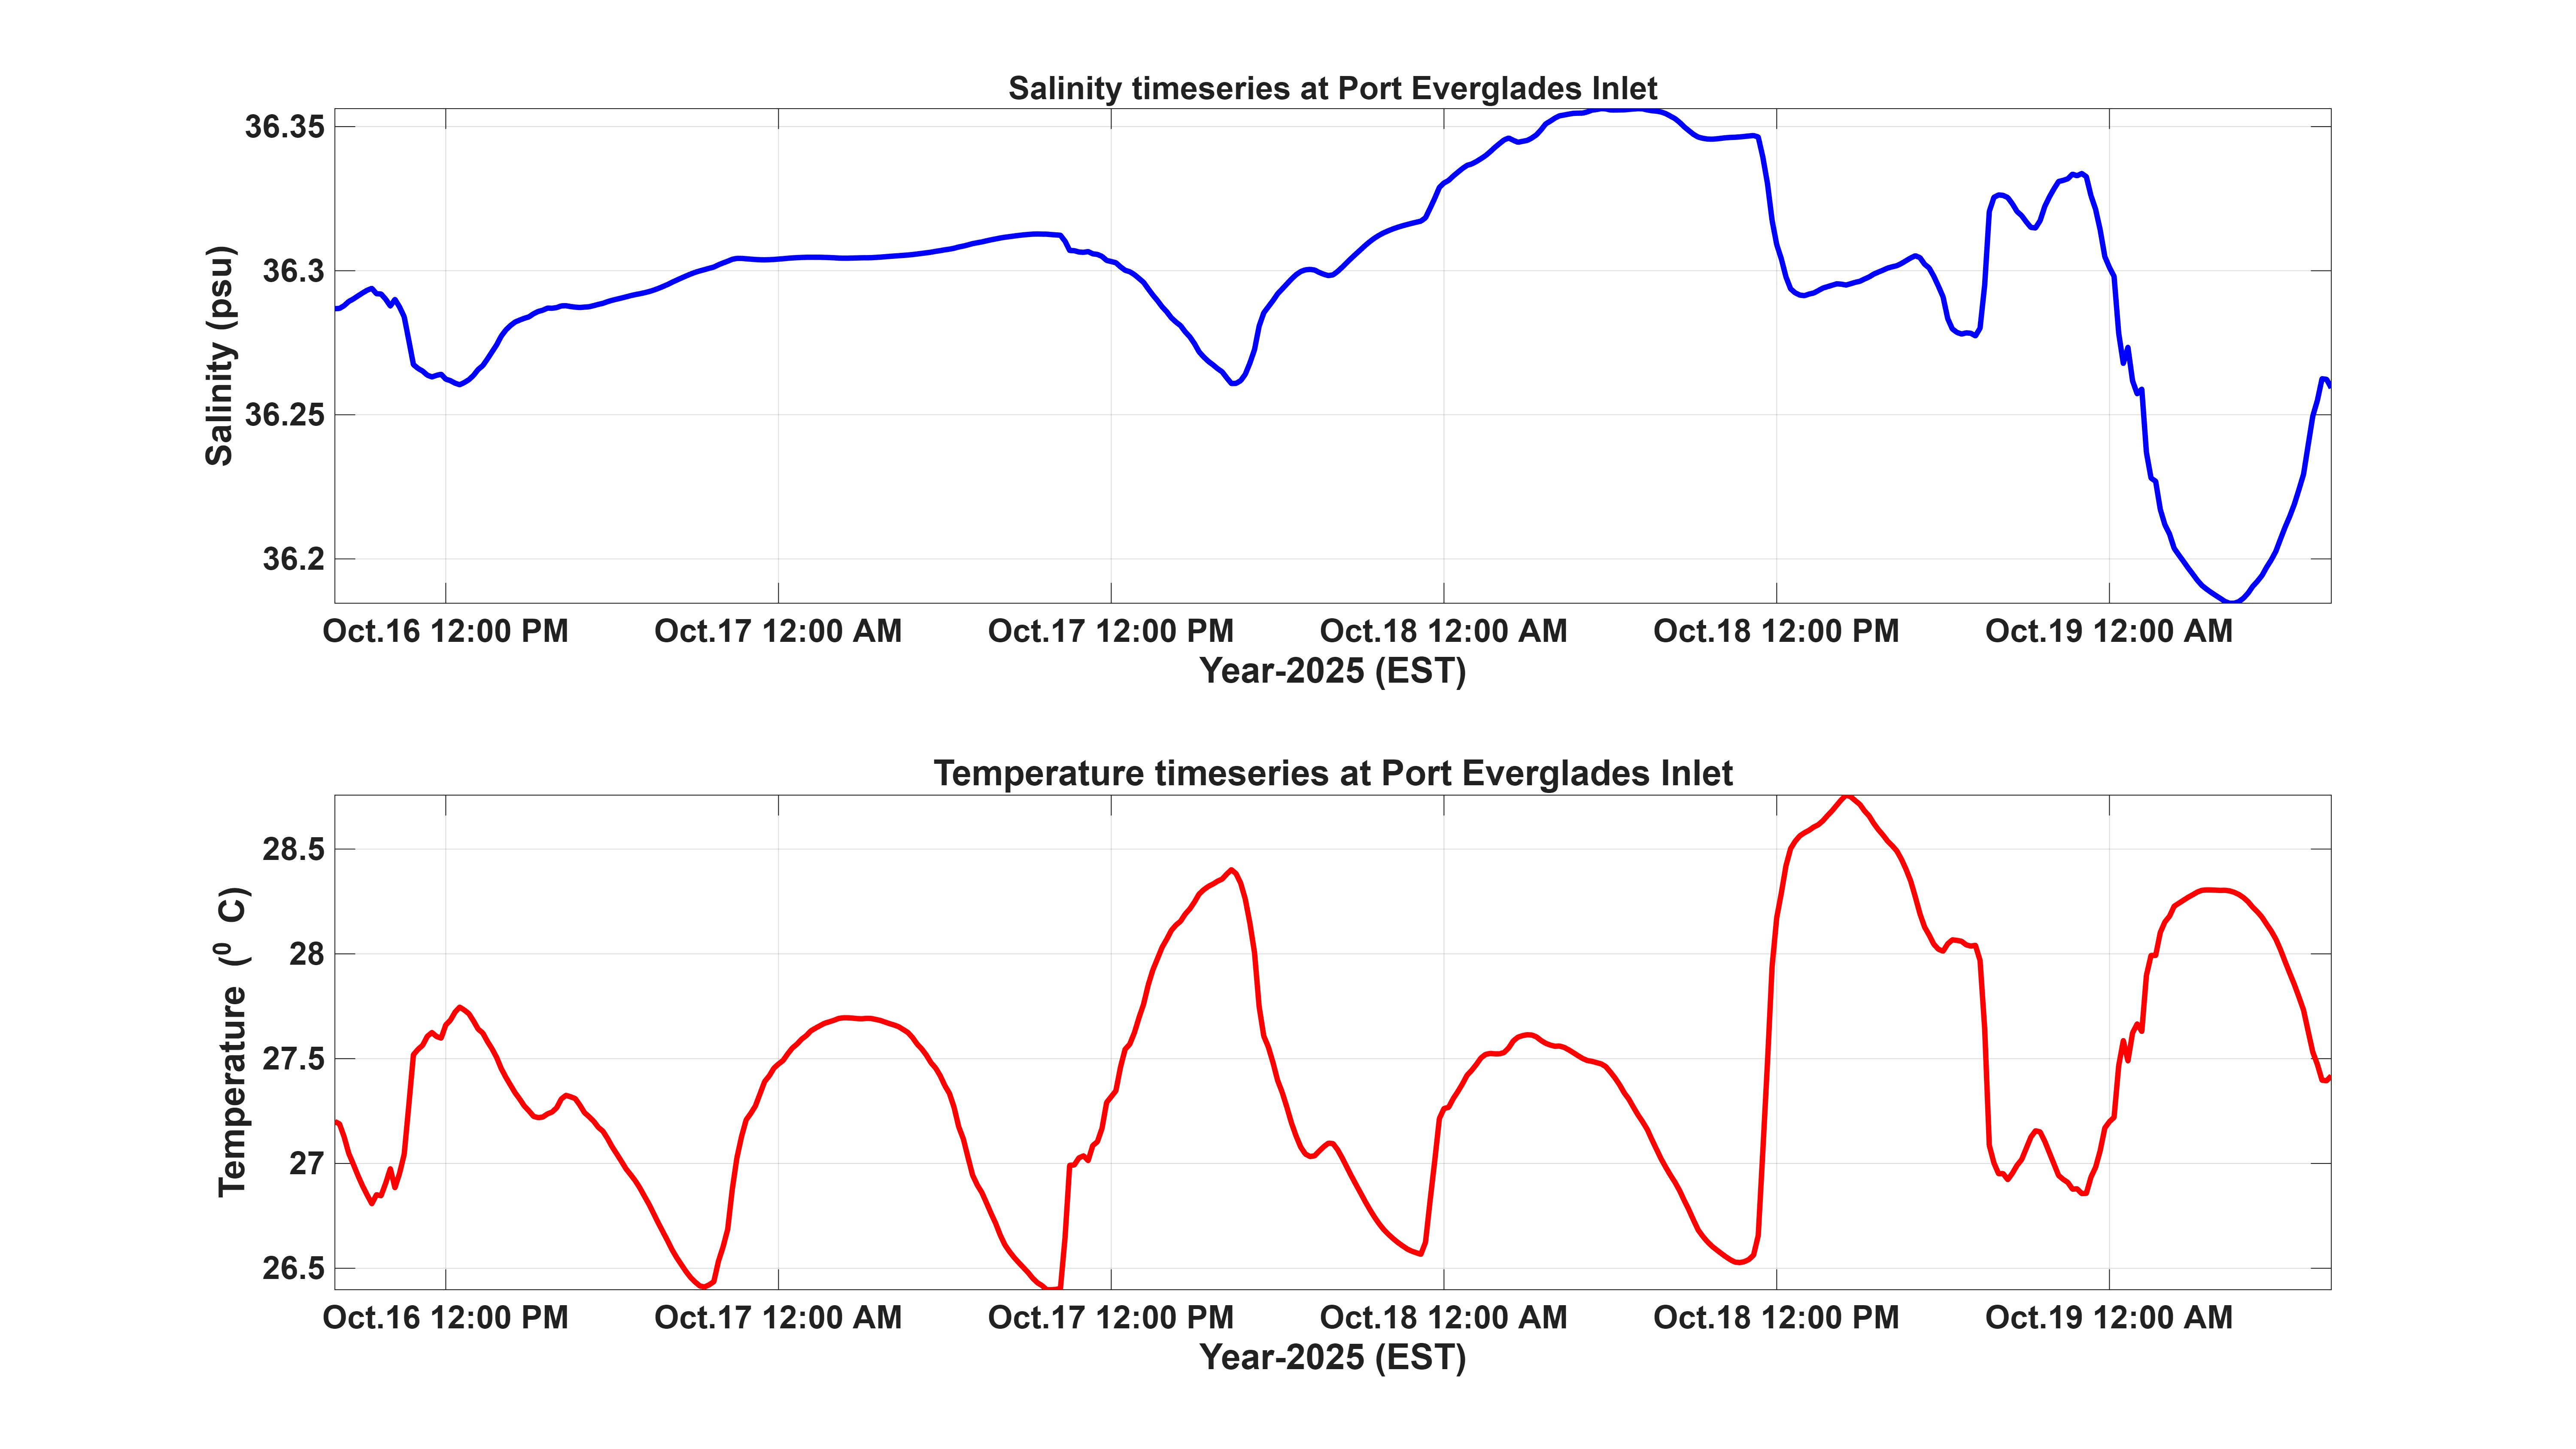 Salinity timeseries at Port Everglades Inlet
36.35
36.3
36.25
36.2
Salinity (psu)
Oct.16 12:00 PM Oct.17 12:00 AM Oct.17 12:00 PM Oct.18 12:00 AM Oct.18 12:00 PM Oct.19 12:00 AM
Year-2025 (EST)
Temperature timeseries at Port Everglades Inlet
28.5
28
27.5
27
26.5
Temperature (⁰ C)
Oct.16 12:00 PM Oct.17 12:00 AM Oct.17 12:00 PM Oct.18 12:00 AM Oct.18 12:00 PM Oct.19 12:00 AM
Year-2025 (EST)